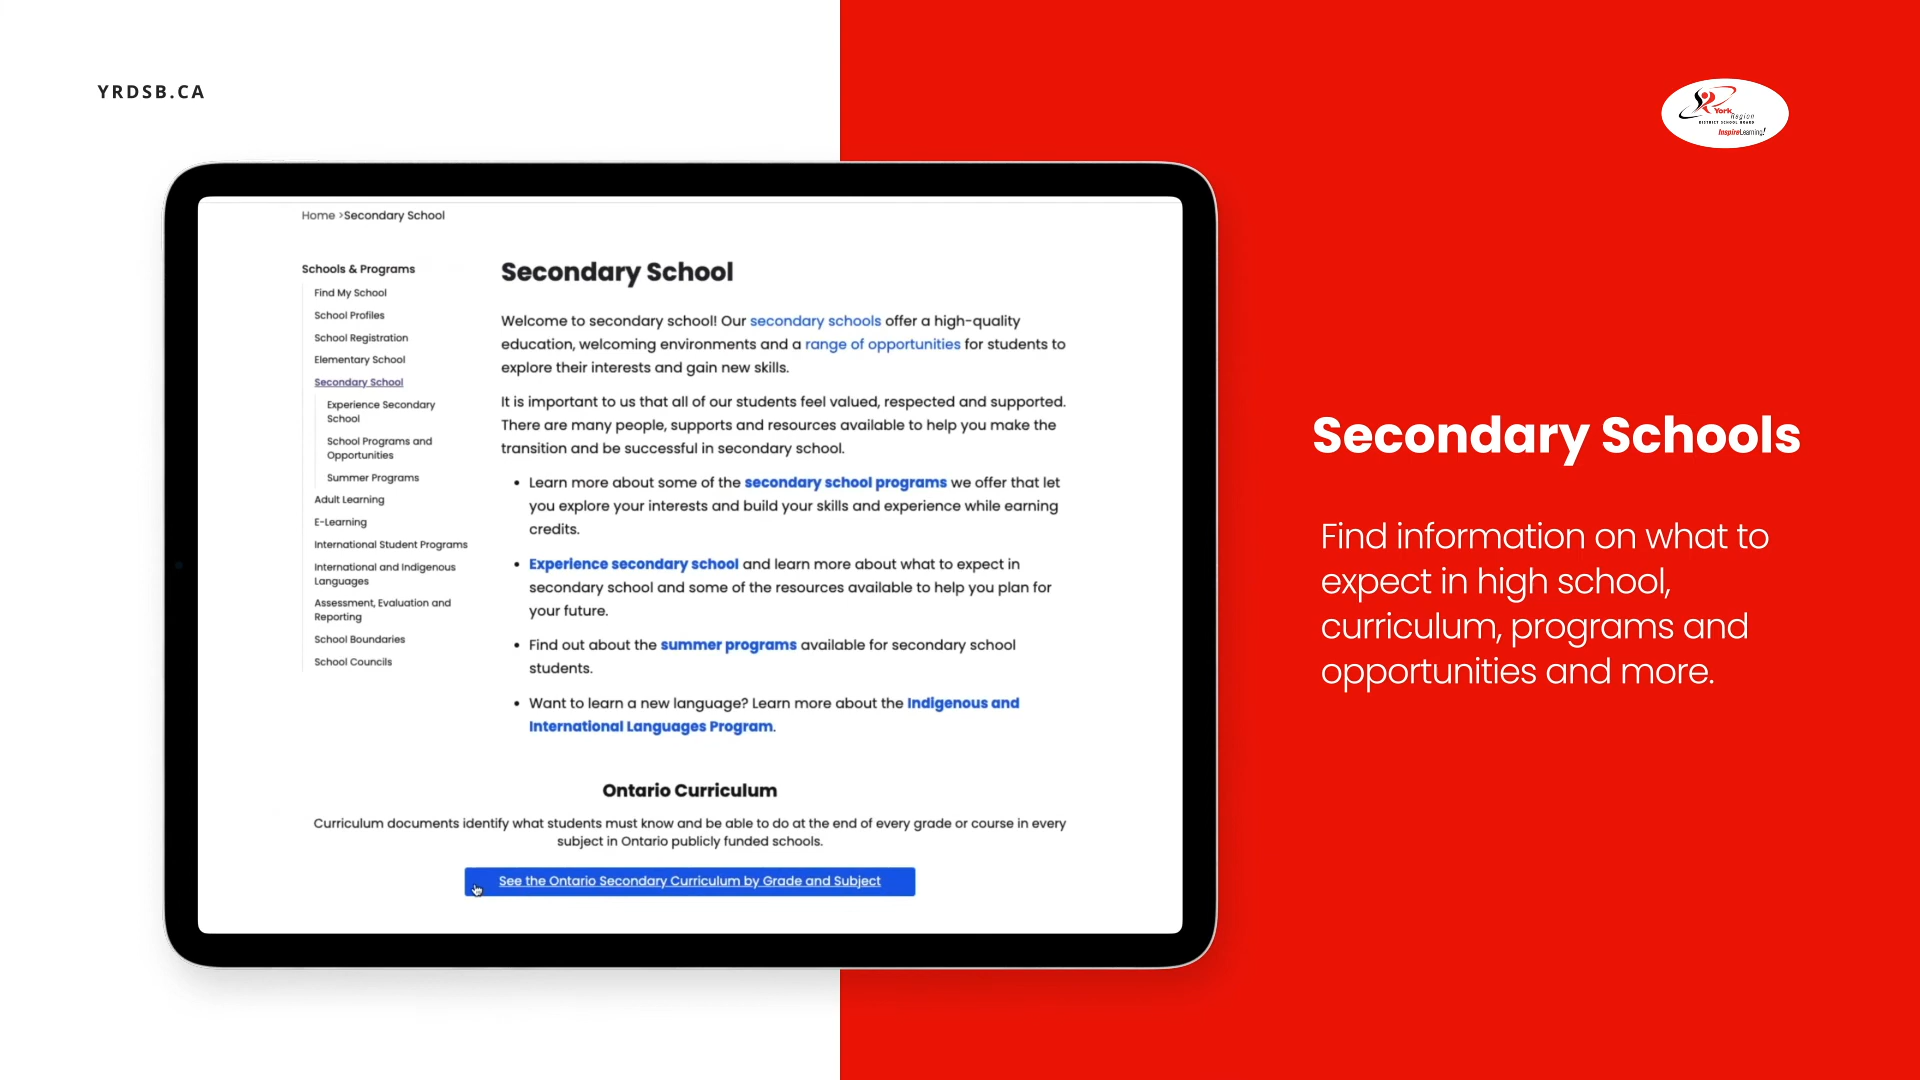 YRDSB.CA
York
Region
DISTRICT SCHOOL BOARD
InspireLearning!
Home >Secondary School
Schools & Programs
Find My School
School Profiles
School Registration
Elementary School
Secondary School
Experience Secondary
School
School Programs and
Opportunities
Summer Programs
Adult Learning
E-Learning
International Student Programs
International and Indigenous
Languages
Assessment, Evaluation and
Reporting
School Boundaries
School Councils
Secondary School
Welcome to secondary school! Our secondary schools offer a high-quality
education, welcoming environments and a range of opportunities for students to
explore their interests and gain new skills.
It is important to us that all of our students feel valued, respected and supported.
There are many people, supports and resources available to help you make the
transition and be successful in secondary school.
• Learn more about some of the secondary school programs we offer that let
you explore your interests and build your skills and experience while earning
credits.
• Experience secondary school and learn more about what to expect in
secondary school and some of the resources available to help you plan for
your future.
• Find out about the summer programs available for secondary school
students.
• Want to learn a new language? Learn more about the Indigenous and
International Languages Program.
Ontario Curriculum
Curriculum documents identify what students must know and be able to do at the end of every grade or course in every
subject in Ontario publicly funded schools.
See the Ontario Secondary Curriculum by Grade and Subject
Secondary Schools
Find information on what to
expect in high school,
curriculum, programs and
opportunities and more.